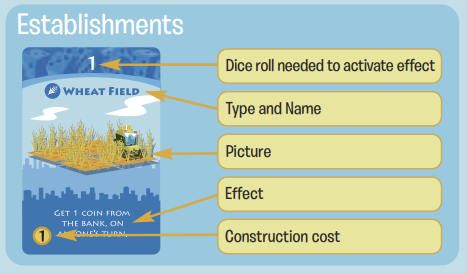 Establishments
1
WHEAT FIELD
GET 1 COIN FROM
THE BANK, ON
TURN.
1
Dice roll needed to activate effect
Type and Name
Picture
Effect
Construction cost